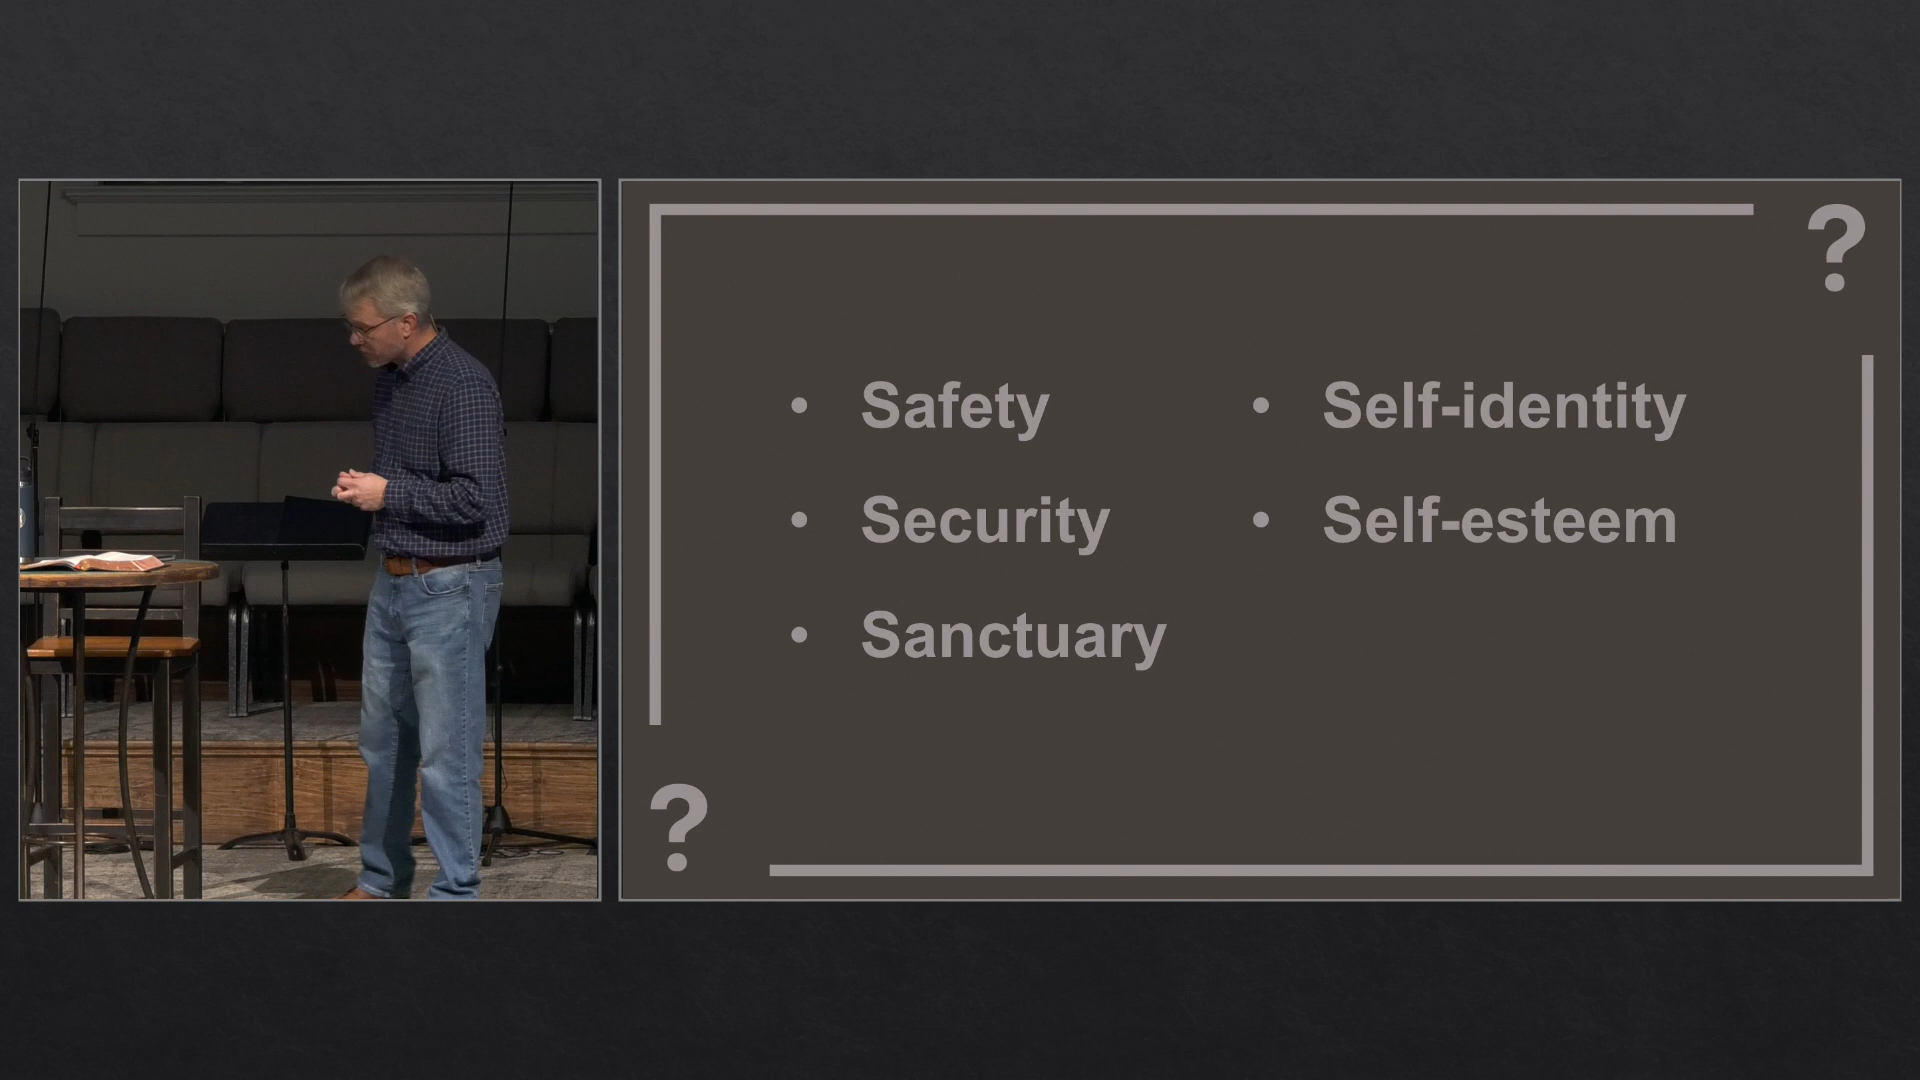 ?
• Safety
• Security
• Sanctuary
• Self-identity
• Self-esteem
?